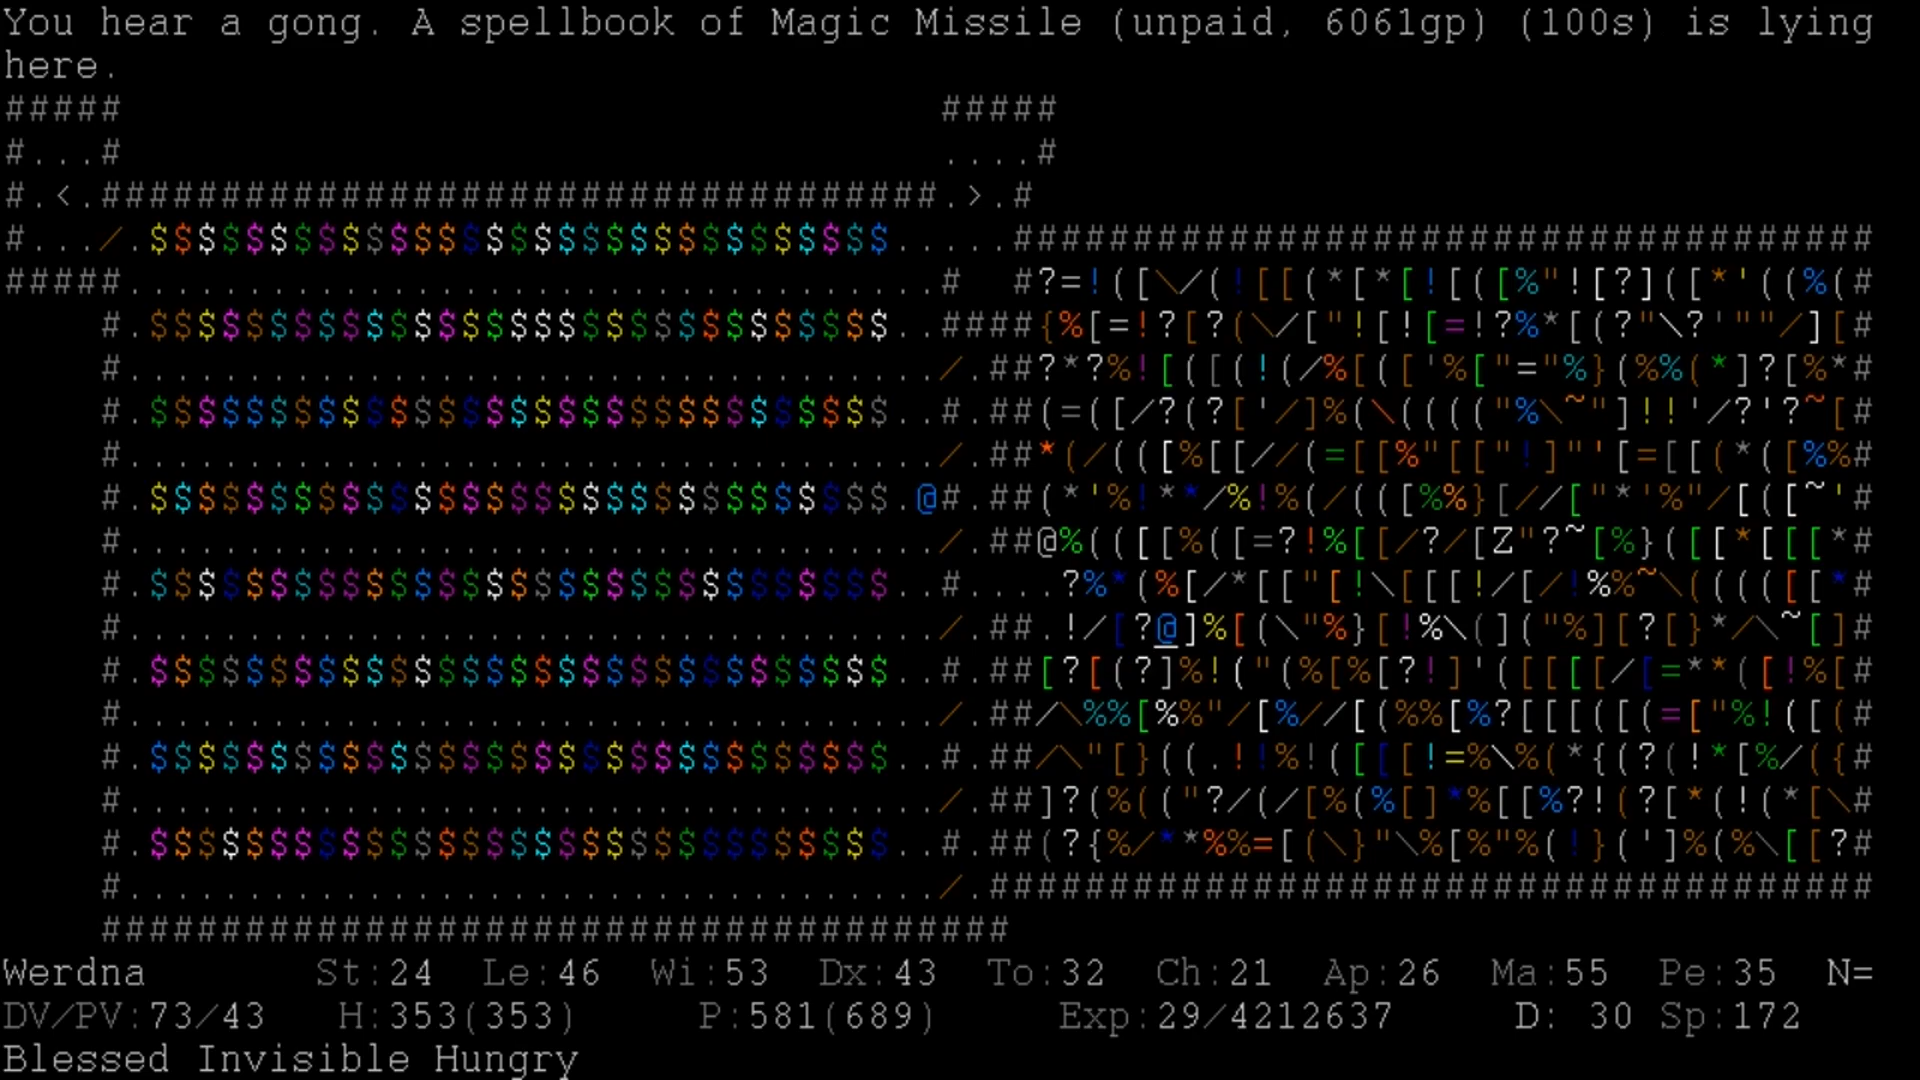 You hear a gong. A spellbook of Magic Missile (unpaid, 6061gp) (100s) is lying
here.
Werdna St:24 Le:46 Wi:53 Dx:43 To:32 Ch:21 Ap:26 Ma:55 Pe:35 N=
DV/PV:73/43 H:353(353) P:581(689) Exp:29/4212637 D: 30 Sp:172
Blessed Invisible Hungry